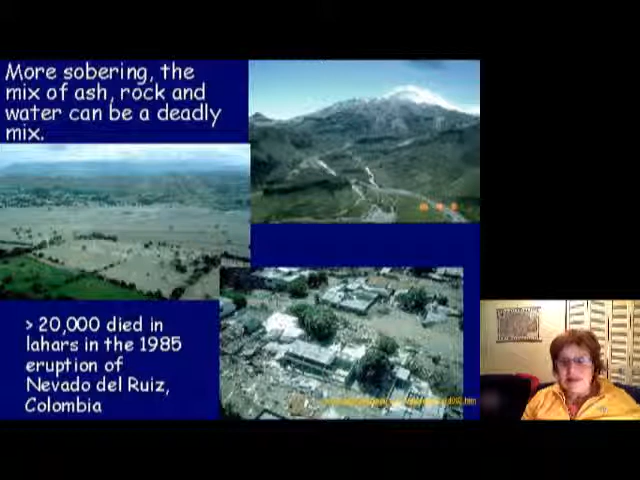 More sobering, the
mix of ash, rock and
water can be a deadly
mix.
> 20,000 died in
lahars in the 1985
eruption of
Nevado del Ruiz,
Colombia